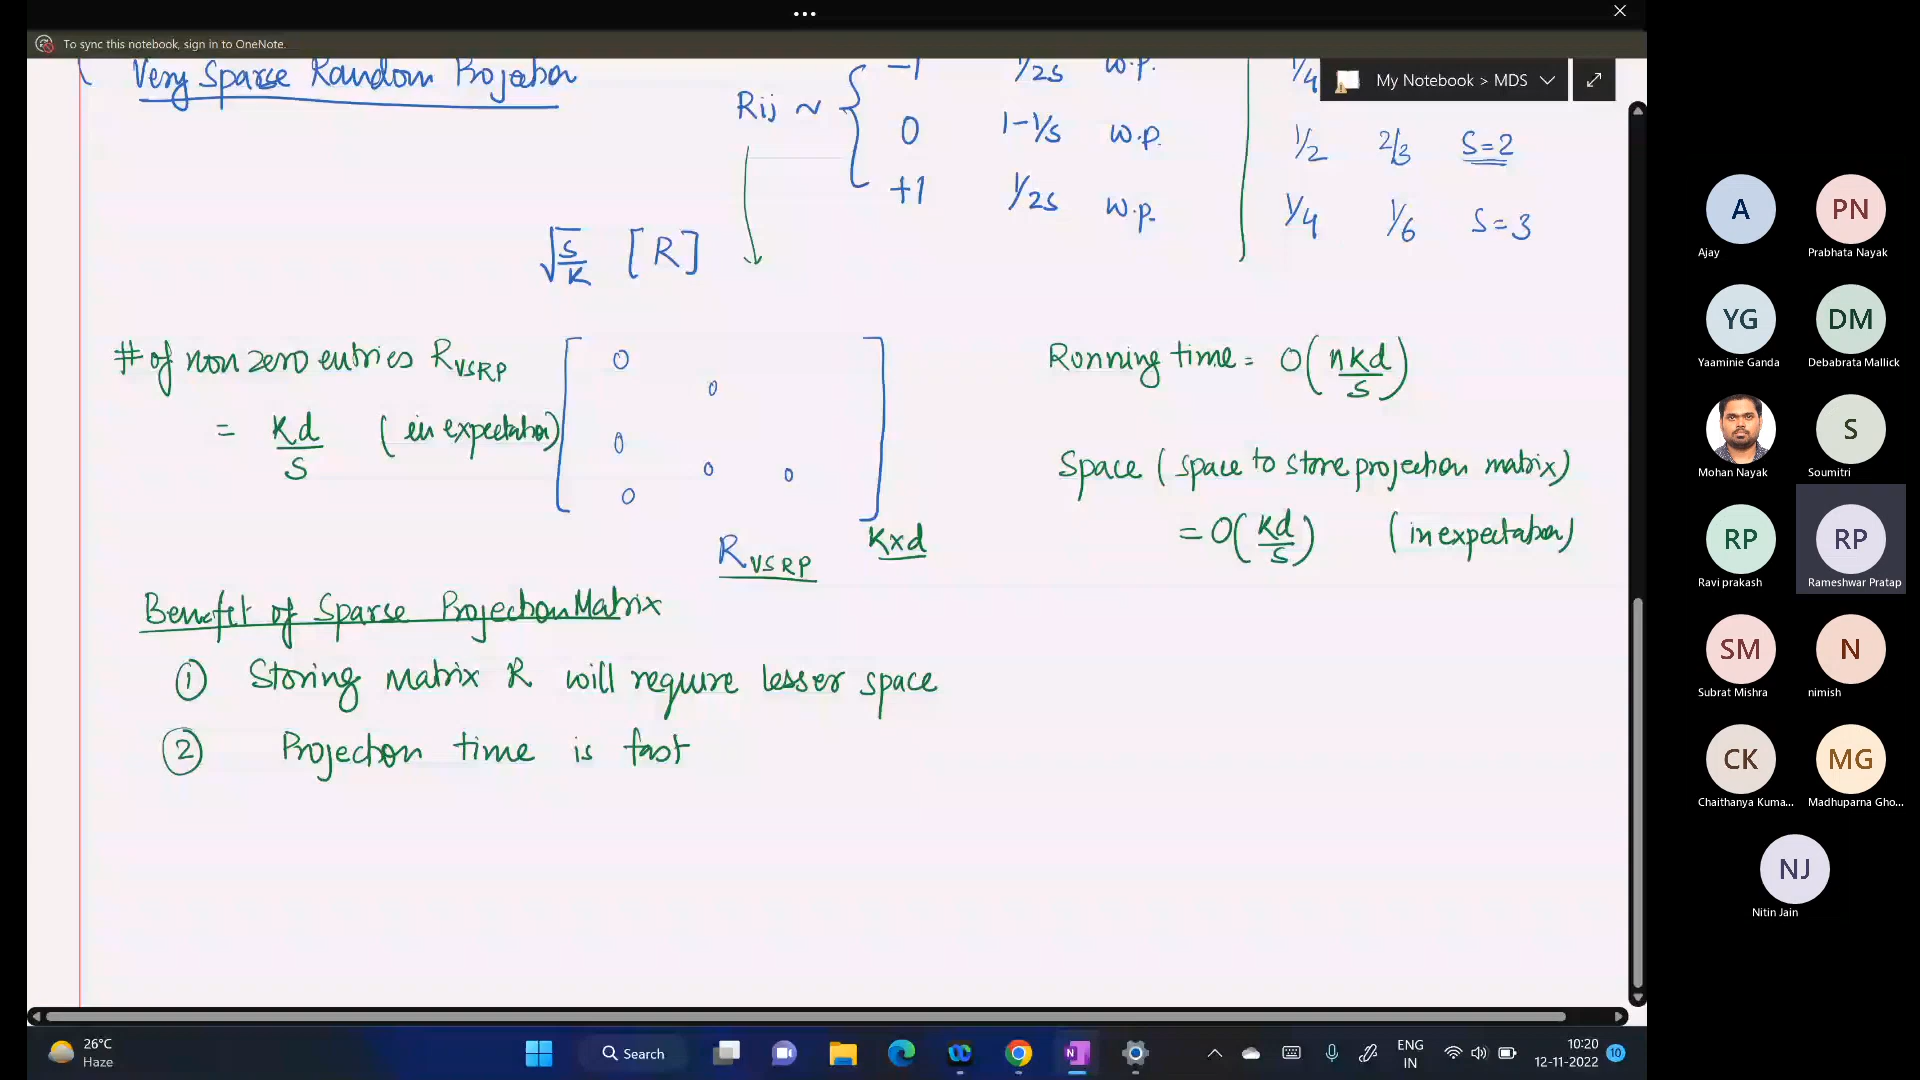 To sync this notebook, sign in to OneNote.
My Notebook > MDS
Very Sparse Random Projection
Rij ~
-1 1/2s w.p.
0 1-1/s w.p.
+1 1/2s w.p.
1/4
1/2 2/3 S=2
1/4 1/6 S=3
√s/k [R]
# of non zero entries RVSRP
= kd/s (in expectation)
0
0
0
0 0
0
RVSRP kxd
Running time = O(nkd/s)
Space (space to store projection matrix)
= O(kd/s) (in expectation)
Benefit of Sparse Projection Matrix
① Storing matrix R will require lesser space
② Projection time is fast
A PN
Ajay Prabhata Nayak
YG DM
Yaaminie Ganda Debabrata Mallick
S
Mohan Nayak Soumitri
RP RP
Ravi prakash Rameshwar Pratap
SM N
Subrat Mishra nimish
CK MG
Chaithanya Kuma... Madhuparna Gho...
NJ
Nitin Jain
26°C
Haze
Search
ENG
IN
10:20
12-11-2022
10